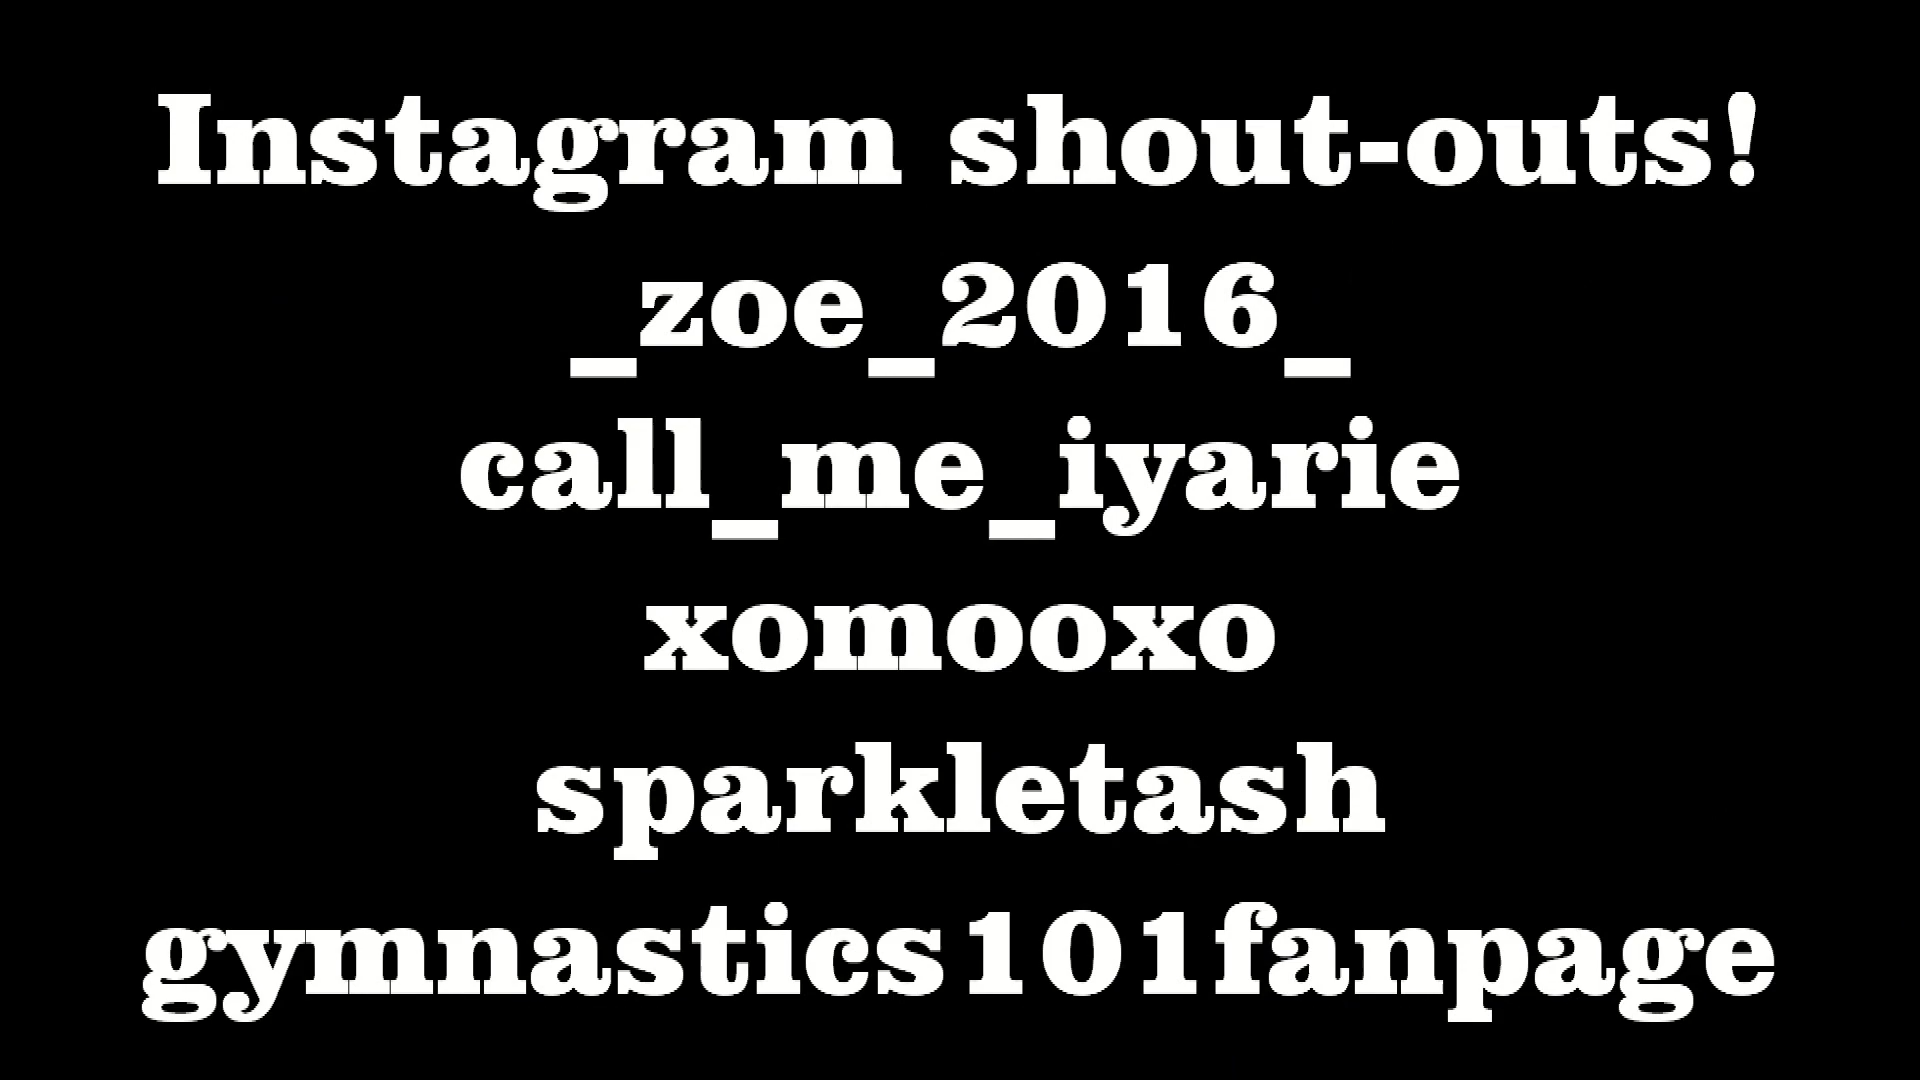 Instagram shout-outs!
_zoe_2016_
call_me_iyarie
xomooxo
sparkletash
gymnastics101fanpage